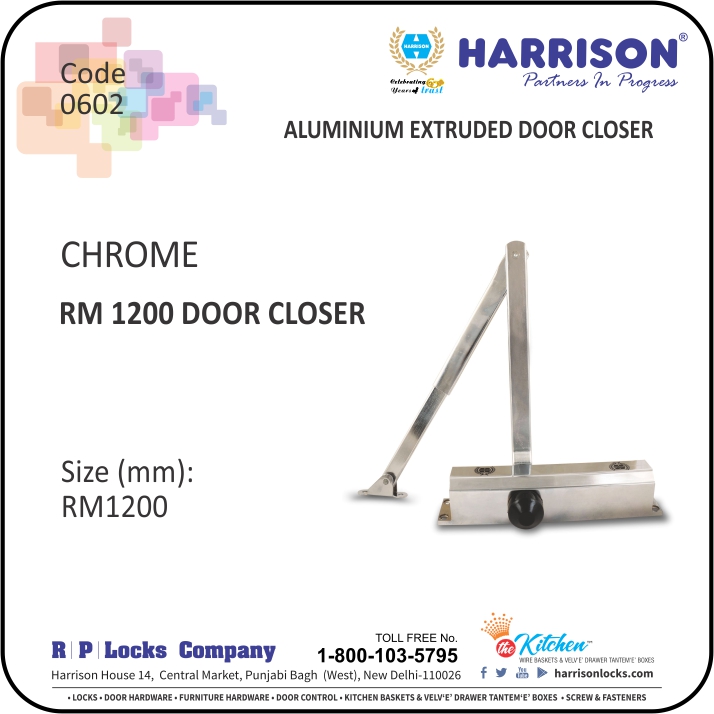 Code
0602
HARRISON
Celebrating
Years of trust
HARRISON®
Partners In Progress
ALUMINIUM EXTRUDED DOOR CLOSER
CHROME
RM 1200 DOOR CLOSER
Size (mm):
RM1200
R|P|Locks Company
TOLL FREE No.
1-800-103-5795
Harrison House 14, Central Market, Punjabi Bagh (West), New Delhi-110026
the Kitchen™
WIRE BASKETS & VELV'E' DRAWER TANTEM'E' BOXES
You Tube
harrisonlocks.com
• LOCKS • DOOR HARDWARE • FURNITURE HARDWARE • DOOR CONTROL • KITCHEN BASKETS & VELV‘E’ DRAWER TANTEM‘E’ BOXES • SCREW & FASTENERS